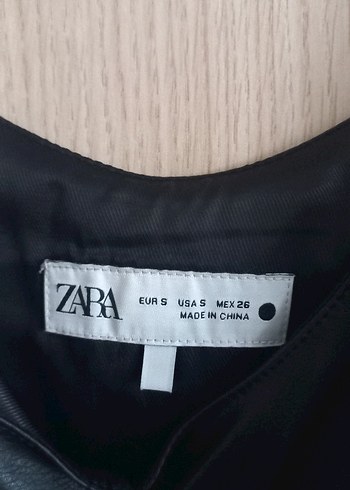 ZARA
EUR S USA S MEX 26
MADE IN CHINA